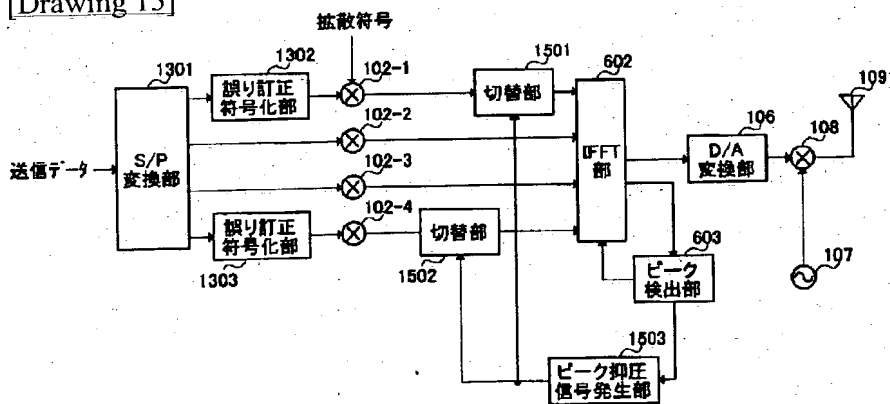 [Drawing 15]
拡散符号
1301
1302
102-1
1501
602
109
誤り訂正
符号化部
切替部
102-2
106
108
送信データ
S/P
変換部
102-3
IFFT
部
D/A
変換部
102-4
誤り訂正
符号化部
切替部
603
107
1303
1502
ピーク
検出部
1503
ピーク抑圧
信号発生部